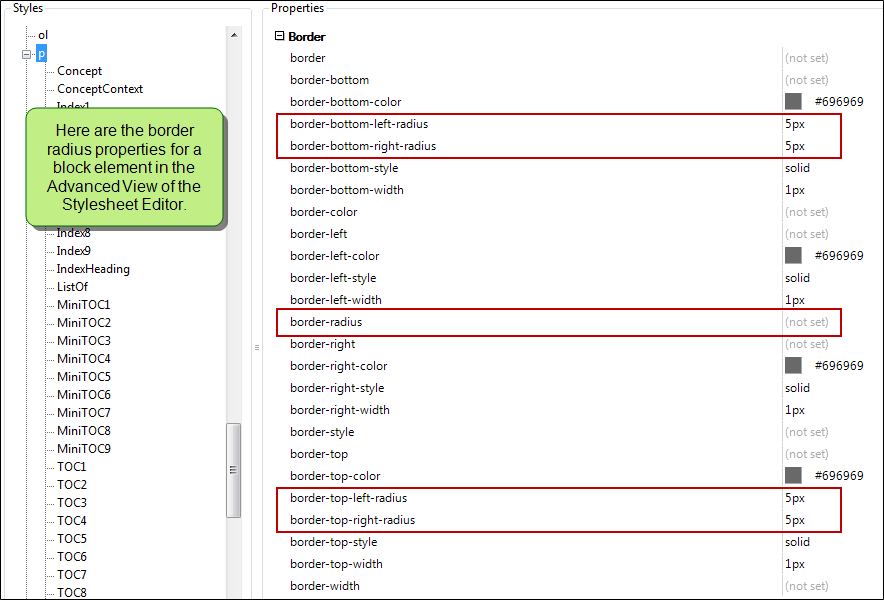 Styles
ol
p
Concept
ConceptContext
Here are the border
radius properties for a
block element in the
Advanced View of the
Stylesheet Editor.
Index8
Index9
IndexHeading
ListOf
MiniTOC1
MiniTOC2
MiniTOC3
MiniTOC4
MiniTOC5
MiniTOC6
MiniTOC7
MiniTOC8
MiniTOC9
TOC1
TOC2
TOC3
TOC4
TOC5
TOC6
TOC7
TOC8
Properties
Border
border (not set)
border-bottom (not set)
border-bottom-color #696969
border-bottom-left-radius 5px
border-bottom-right-radius 5px
border-bottom-style solid
border-bottom-width 1px
border-color (not set)
border-left (not set)
border-left-color #696969
border-left-style solid
border-left-width 1px
border-radius (not set)
border-right (not set)
border-right-color #696969
border-right-style solid
border-right-width 1px
border-style (not set)
border-top (not set)
border-top-color #696969
border-top-left-radius 5px
border-top-right-radius 5px
border-top-style solid
border-top-width 1px
border-width (not set)